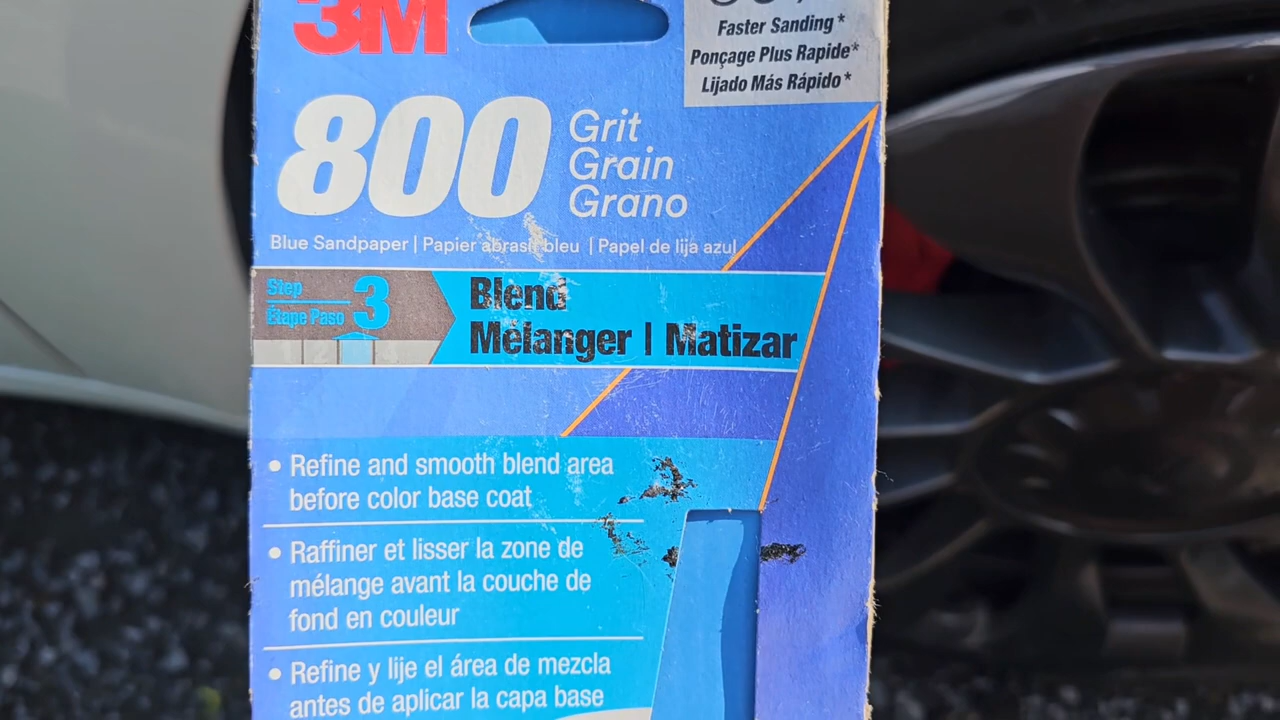 3M
Faster Sanding*
Ponçage Plus Rapide*
Lijado Más Rápido*
800
Grit
Grain
Grano
Blue Sandpaper | Papier abrasif bleu | Papel de lija azul
Step
Étape Paso
3
Blend
Mélanger | Matizar
1 2
• Refine and smooth blend area
before color base coat
• Raffiner et lisser la zone de
mélange avant la couche de
fond en couleur
• Refine y lije el área de mezcla
antes de aplicar la capa base